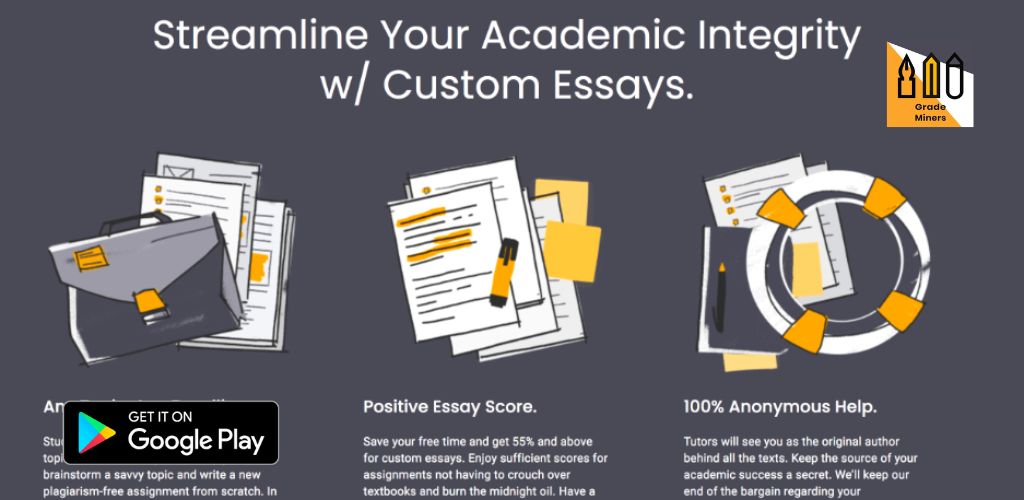 Streamline Your Academic Integrity
w/ Custom Essays.
Grade
Miners
GET IT ON
Google Play
brainstorm a savvy topic and write a new
plagiarism-free assignment from scratch. In
Positive Essay Score.
Save your free time and get 55% and above
for custom essays. Enjoy sufficient scores for
assignments not having to crouch over
textbooks and burn the midnight oil. Have a
100% Anonymous Help.
Tutors will see you as the original author
behind all the texts. Keep the source of your
academic success a secret. We'll keep our
end of the bargain regarding your